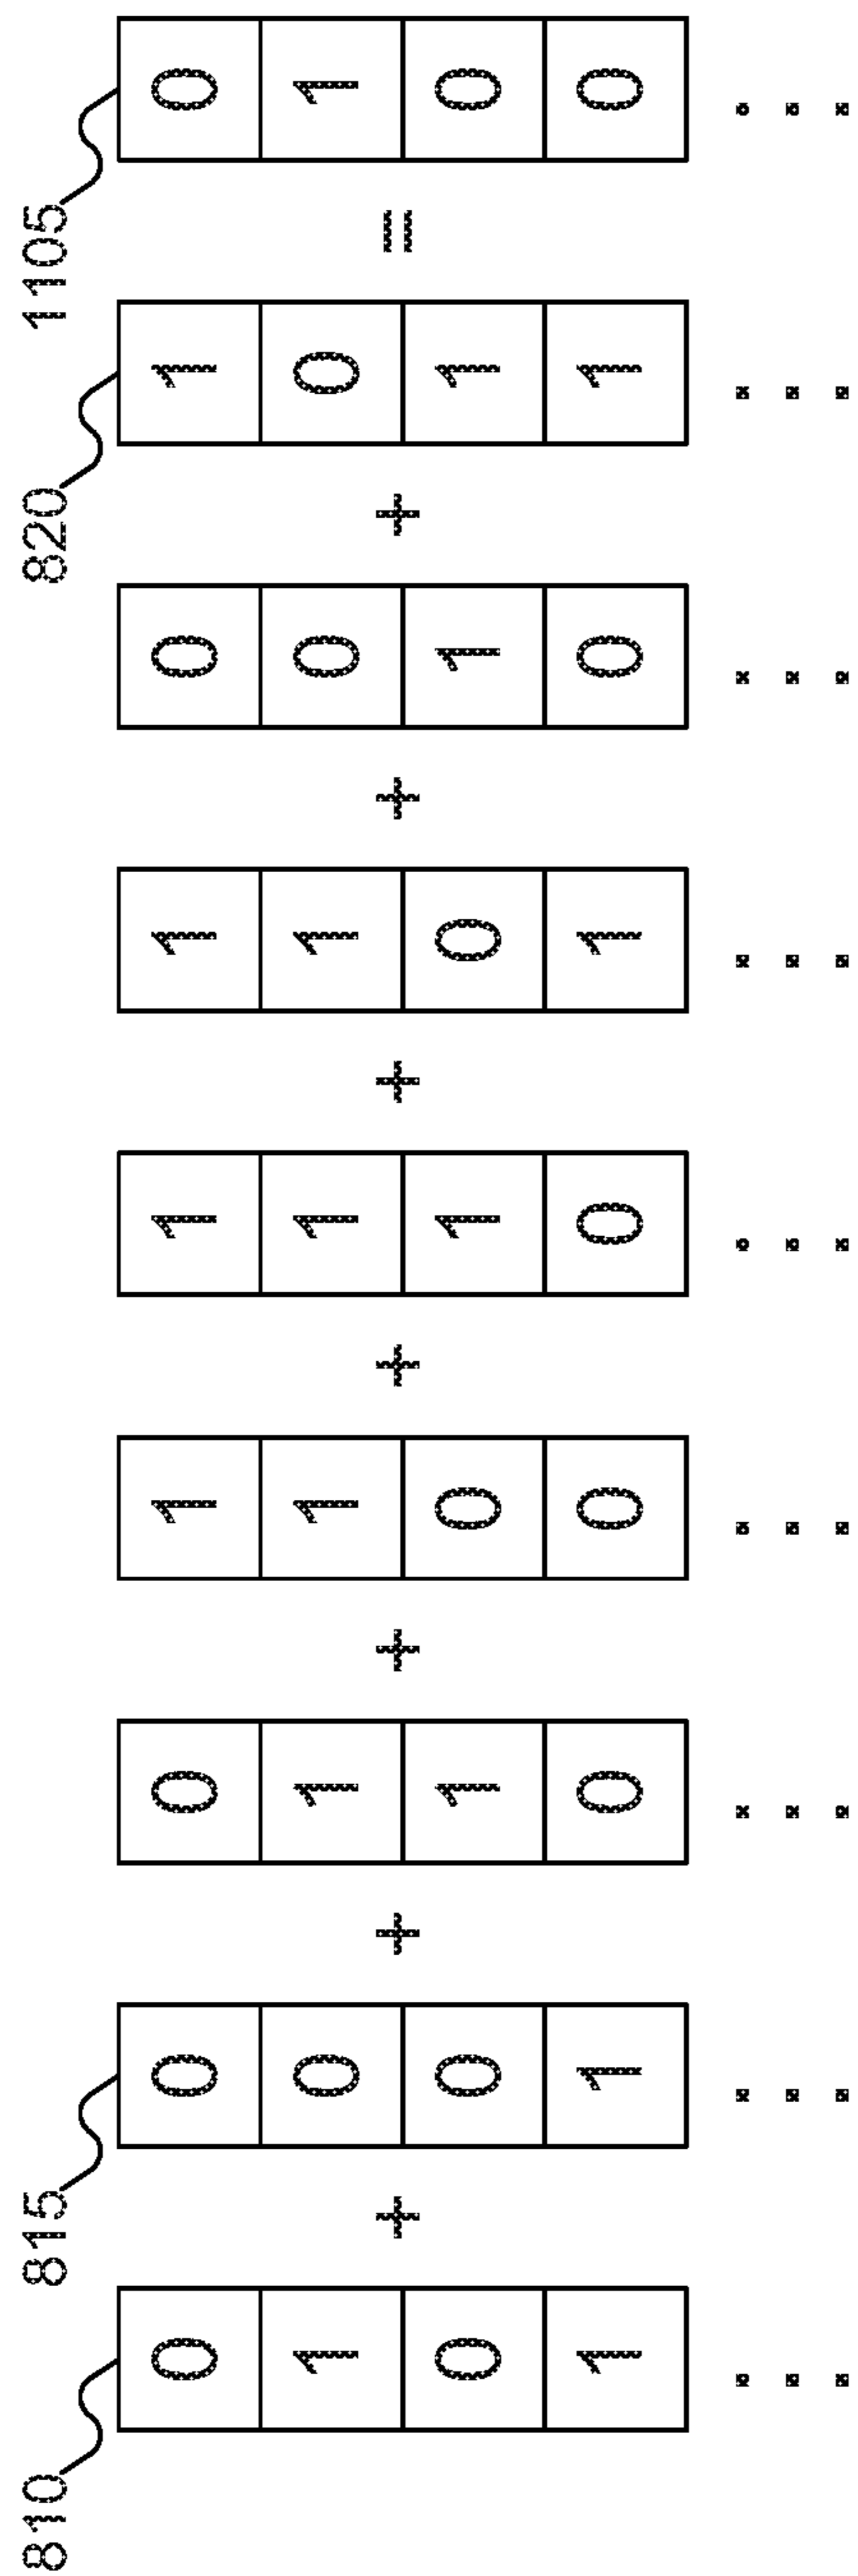 810 815 820 1105
0 0 0 1 1 1 0 1 0
1 0 1 1 1 1 0 0 1
+ + + + + + + =
0 0 1 0 1 0 1 1 0
1 1 0 0 0 1 0 1 0